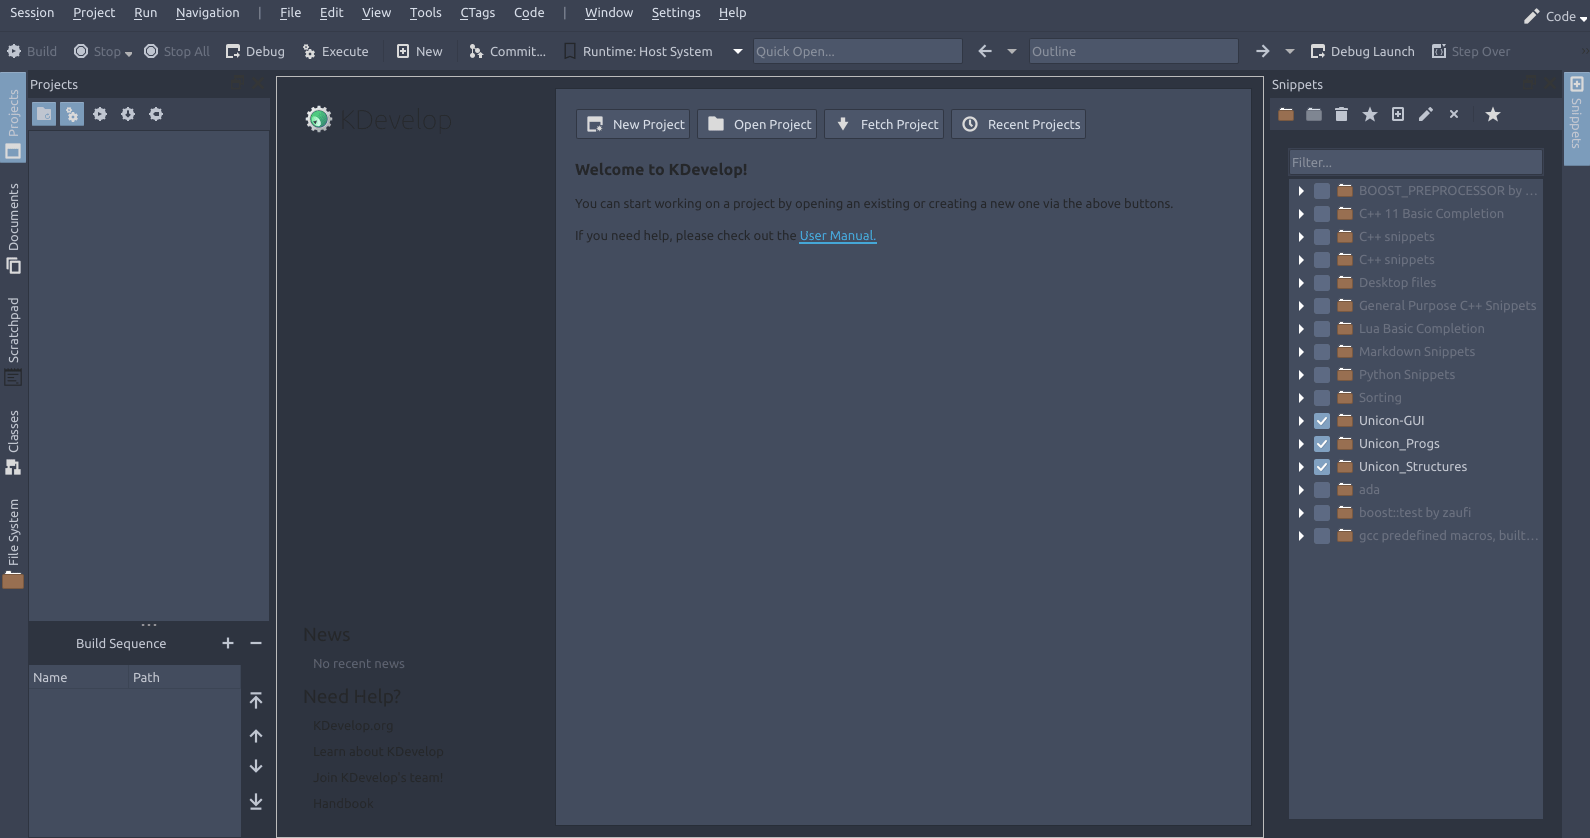 Session Project Run Navigation | File Edit View Tools CTags Code | Window Settings Help Code
Build Stop Stop All Debug Execute New Commit... Runtime: Host System Quick Open... Outline Debug Launch Step Over
Projects
Projects
Documents
Scratchpad
Classes
File System
Build Sequence
Name Path
KDevelop
News
No recent news
Need Help?
KDevelop.org
Learn about KDevelop
Join KDevelop's team!
Handbook
New Project Open Project Fetch Project Recent Projects
Welcome to KDevelop!
You can start working on a project by opening an existing or creating a new one via the above buttons.
If you need help, please check out the User Manual.
Snippets
Filter...
BOOST_PREPROCESSOR by ...
C++ 11 Basic Completion
C++ snippets
C++ snippets
Desktop files
General Purpose C++ Snippets
Lua Basic Completion
Markdown Snippets
Python Snippets
Sorting
Unicon-GUI
Unicon_Progs
Unicon_Structures
ada
boost::test by zaufi
gcc predefined macros, built...
Snippets